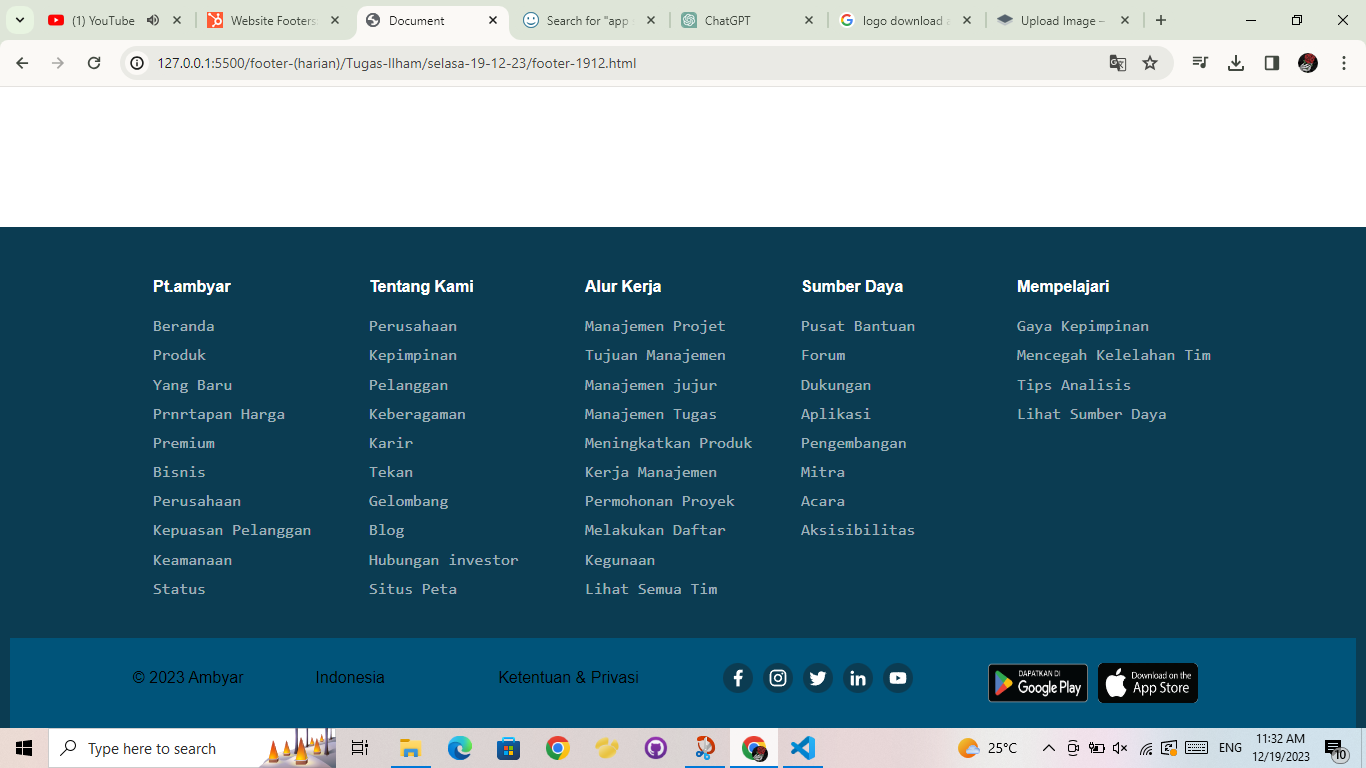 (1) YouTube
Website Footers
Document
Search for "app s
ChatGPT
logo download a
Upload Image –
127.0.0.1:5500/footer-(harian)/Tugas-Ilham/selasa-19-12-23/footer-1912.html
Pt.ambyar
Beranda
Produk
Yang Baru
Prnrtapan Harga
Premium
Bisnis
Perusahaan
Kepuasan Pelanggan
Keamanaan
Status
Tentang Kami
Perusahaan
Kepimpinan
Pelanggan
Keberagaman
Karir
Tekan
Gelombang
Blog
Hubungan investor
Situs Peta
Alur Kerja
Manajemen Projet
Tujuan Manajemen
Manajemen jujur
Manajemen Tugas
Meningkatkan Produk
Kerja Manajemen
Permohonan Proyek
Melakukan Daftar
Kegunaan
Lihat Semua Tim
Sumber Daya
Pusat Bantuan
Forum
Dukungan
Aplikasi
Pengembangan
Mitra
Acara
Aksisibilitas
Mempelajari
Gaya Kepimpinan
Mencegah Kelelahan Tim
Tips Analisis
Lihat Sumber Daya
© 2023 Ambyar
Indonesia
Ketentuan & Privasi
DAPATKAN DI
Google Play
Download on the
App Store
Type here to search
25°C
ENG
11:32 AM
12/19/2023
10